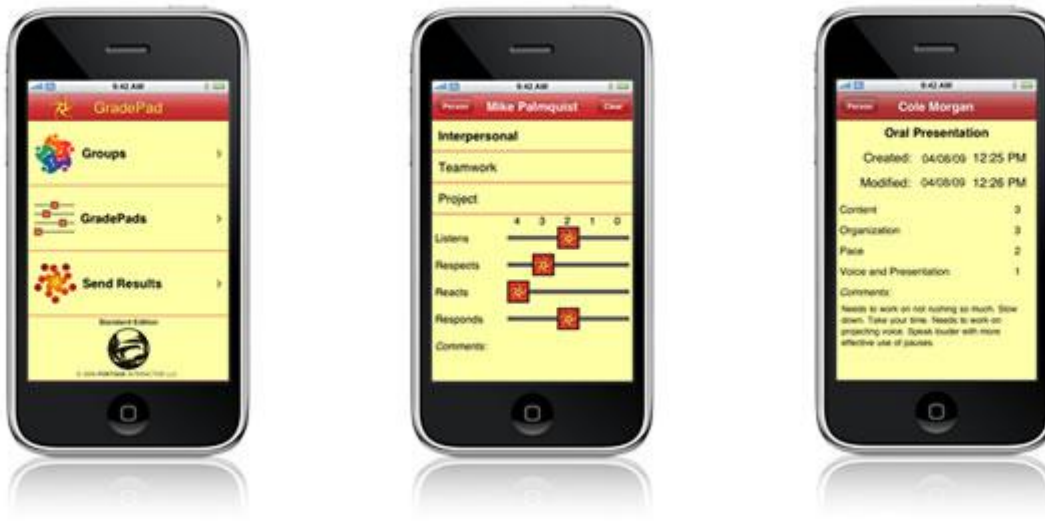 9:42 AM
GradePad
Groups
GradePads
Send Results
Standard Edition
9:42 AM
Person
Mike Palmquist
Clear
Interpersonal
Teamwork
Project
4 3 2 1 0
Listens
Respects
Reacts
Responds
Comments:
9:42 AM
Person
Cole Morgan
Oral Presentation
Created: 04/08/09 12:25 PM
Modified: 04/08/09 12:26 PM
Content 3
Organization 3
Pace 2
Voice and Presentation 1
Comments:
Needs to work on not rushing so much. Slow
down. Take your time. Needs to work on
projecting voice. Speak louder with more
effective use of pauses.